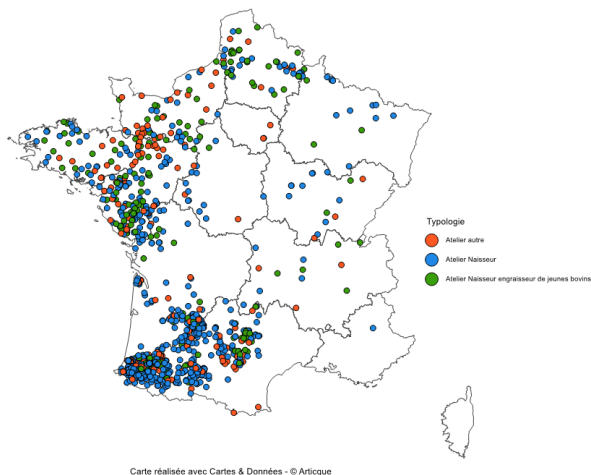 Typologie
Atelier autre
Atelier Naisseur
Atelier Naisseur engraisseur de jeunes bovins
Carte réalisée avec Cartes & Données - © Articque